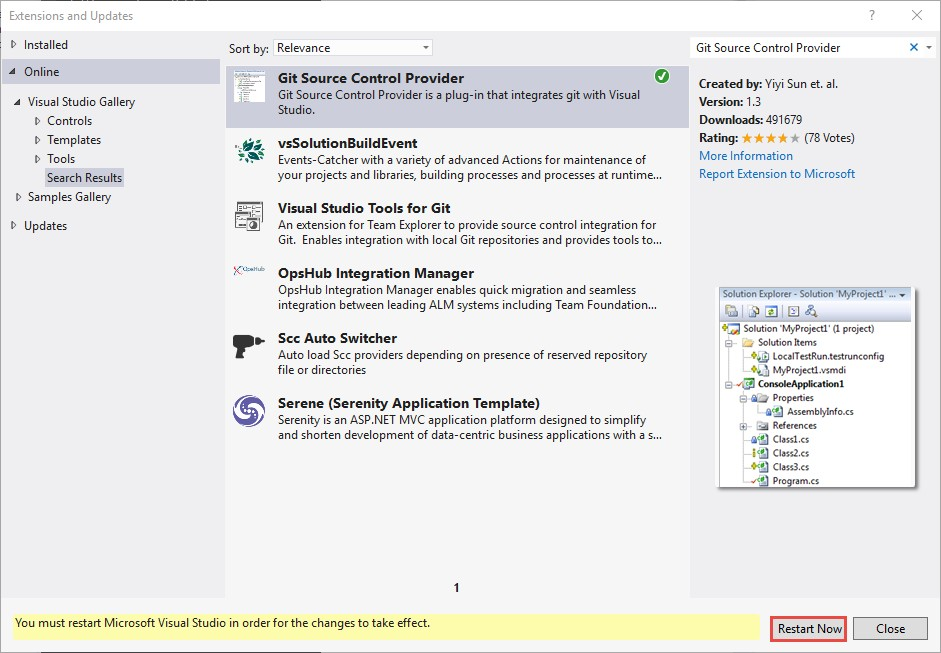 Extensions and Updates
?
Installed
Online
Visual Studio Gallery
Controls
Templates
Tools
Search Results
Samples Gallery
Updates
Sort by: Relevance
Git Source Control Provider
Git Source Control Provider is a plug-in that integrates git with Visual
Studio.
vsSolutionBuildEvent
Events-Catcher with a variety of advanced Actions for maintenance of
your projects and libraries, building processes and processes at runtime...
Visual Studio Tools for Git
An extension for Team Explorer to provide source control integration for
Git.  Enables integration with local Git repositories and provides tools to...
OpsHub
OpsHub Integration Manager
OpsHub Integration Manager enables quick migration and seamless
integration between leading ALM systems including Team Foundation...
Scc Auto Switcher
Auto load Scc providers depending on presence of reserved repository
file or directories
Serene (Serenity Application Template)
Serenity is an ASP.NET MVC application platform designed to simplify
and shorten development of data-centric business applications with a s...
1
Git Source Control Provider
Created by: Yiyi Sun et. al.
Version: 1.3
Downloads: 491679
Rating: (78 Votes)
More Information
Report Extension to Microsoft
Solution Explorer - Solution 'MyProject1' ...
Solution 'MyProject1' (1 project)
Solution Items
LocalTestRun.testrunconfig
MyProject1.vsmdi
ConsoleApplication1
Properties
AssemblyInfo.cs
References
Class1.cs
Class2.cs
Class3.cs
Program.cs
You must restart Microsoft Visual Studio in order for the changes to take effect.
Restart Now
Close